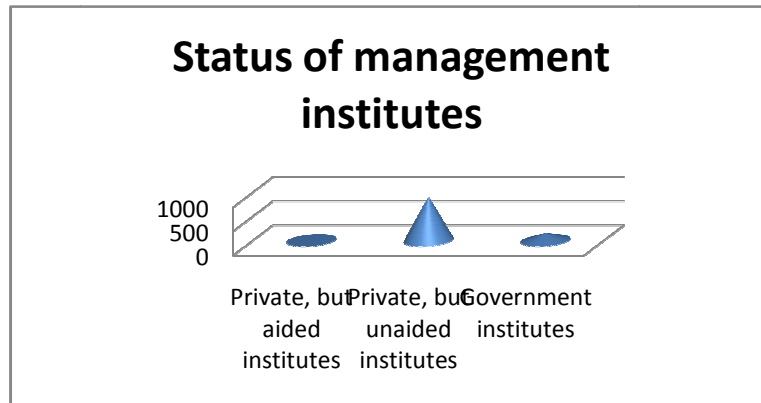 Status of management
institutes
1000
500
0
Private, but
aided
institutes
Private, but
unaided
institutes
Government
institutes